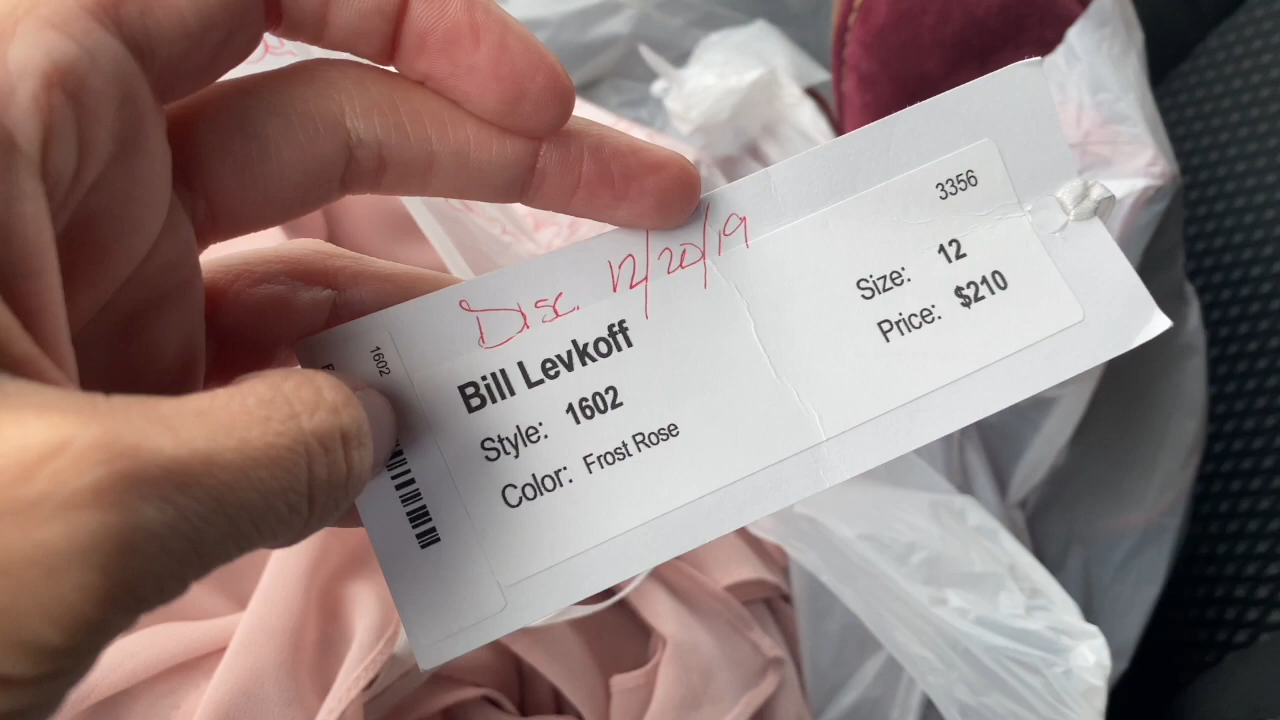 Disc. 12/20/19
Bill Levkoff
Style: 1602
Color: Frost Rose
3356
Size: 12
Price: $210
1602